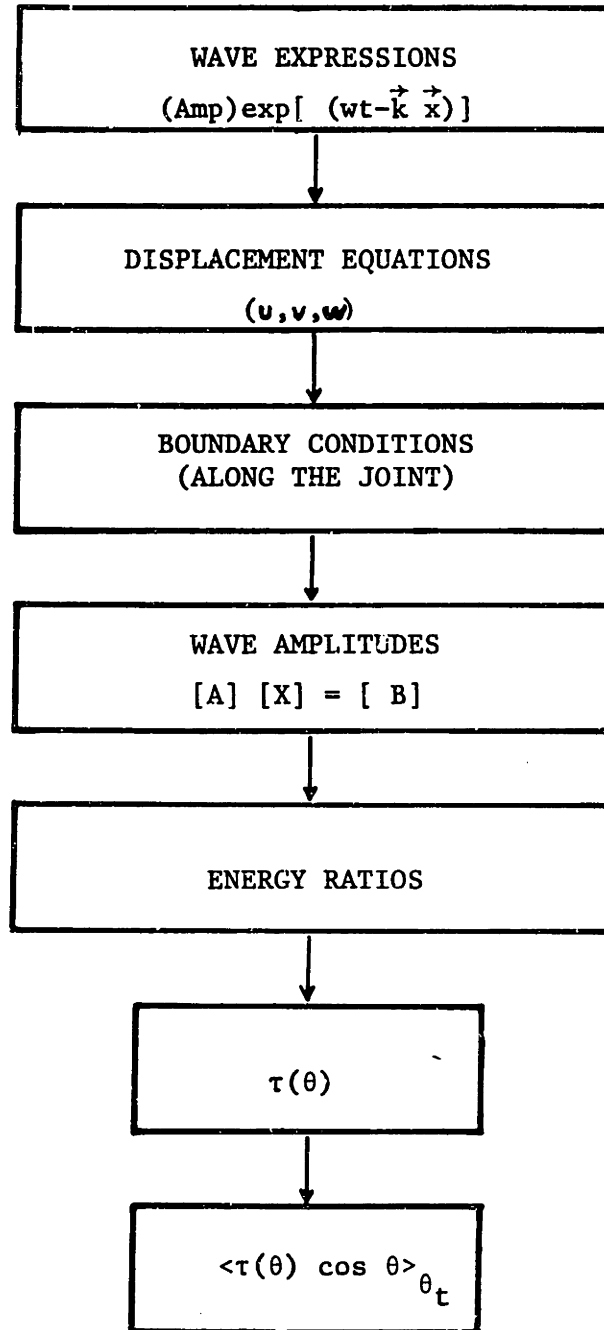 WAVE EXPRESSIONS
(Amp)exp[ (wt-k⃗ x⃗)]
DISPLACEMENT EQUATIONS
(u,v,w)
BOUNDARY CONDITIONS
(ALONG THE JOINT)
WAVE AMPLITUDES
[A] [X] = [ B]
ENERGY RATIOS
τ(θ)
<τ(θ) cos θ>θt